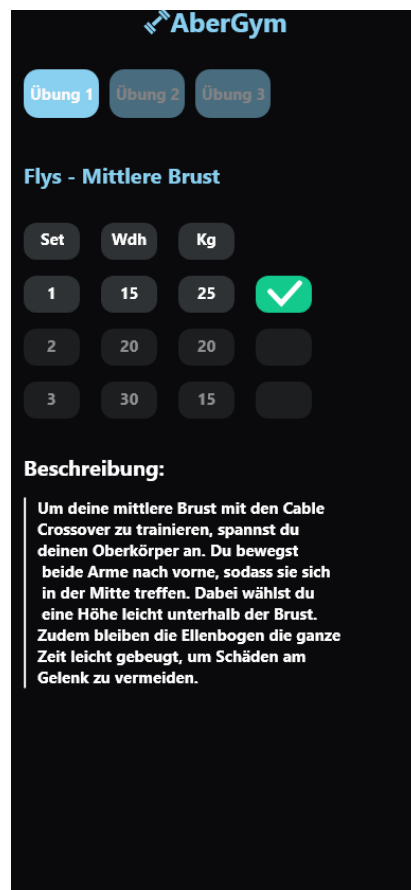 AberGym
Übung 1 Übung 2 Übung 3
Flys - Mittlere Brust
Set Wdh Kg
1 15 25
2 20 20
3 30 15
Beschreibung:
Um deine mittlere Brust mit den Cable
Crossover zu trainieren, spannst du
deinen Oberkörper an. Du bewegst
beide Arme nach vorne, sodass sie sich
in der Mitte treffen. Dabei wählst du
eine Höhe leicht unterhalb der Brust.
Zudem bleiben die Ellenbogen die ganze
Zeit leicht gebeugt, um Schäden am
Gelenk zu vermeiden.